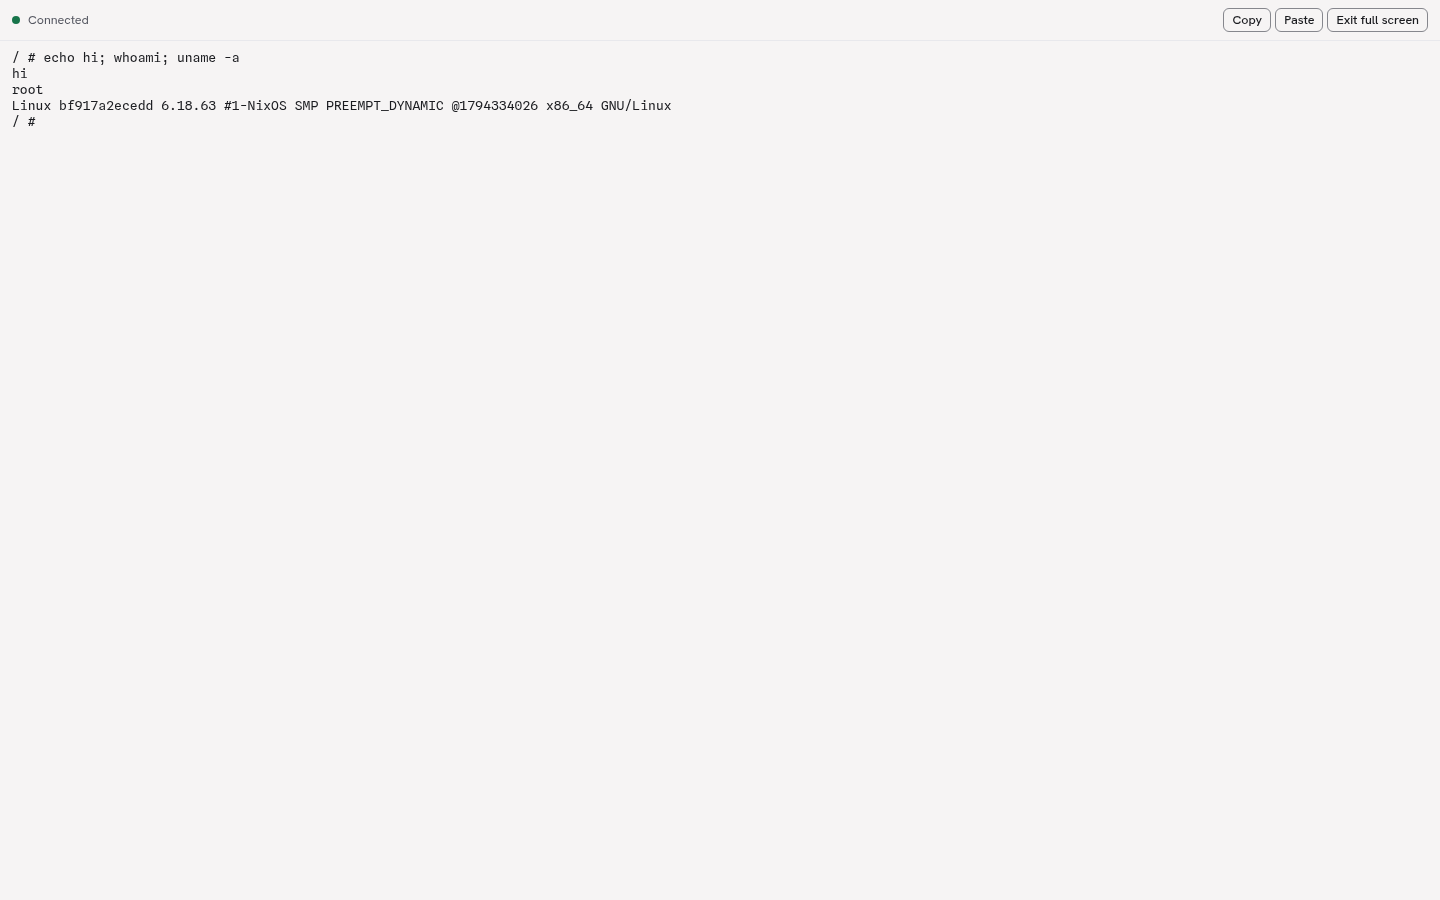 Connected
Copy
Paste
Exit full screen
/ # echo hi; whoami; uname -a
hi
root
Linux bf917a2ecedd 6.18.63 #1-NixOS SMP PREEMPT_DYNAMIC @1794334026 x86_64 GNU/Linux
/ #